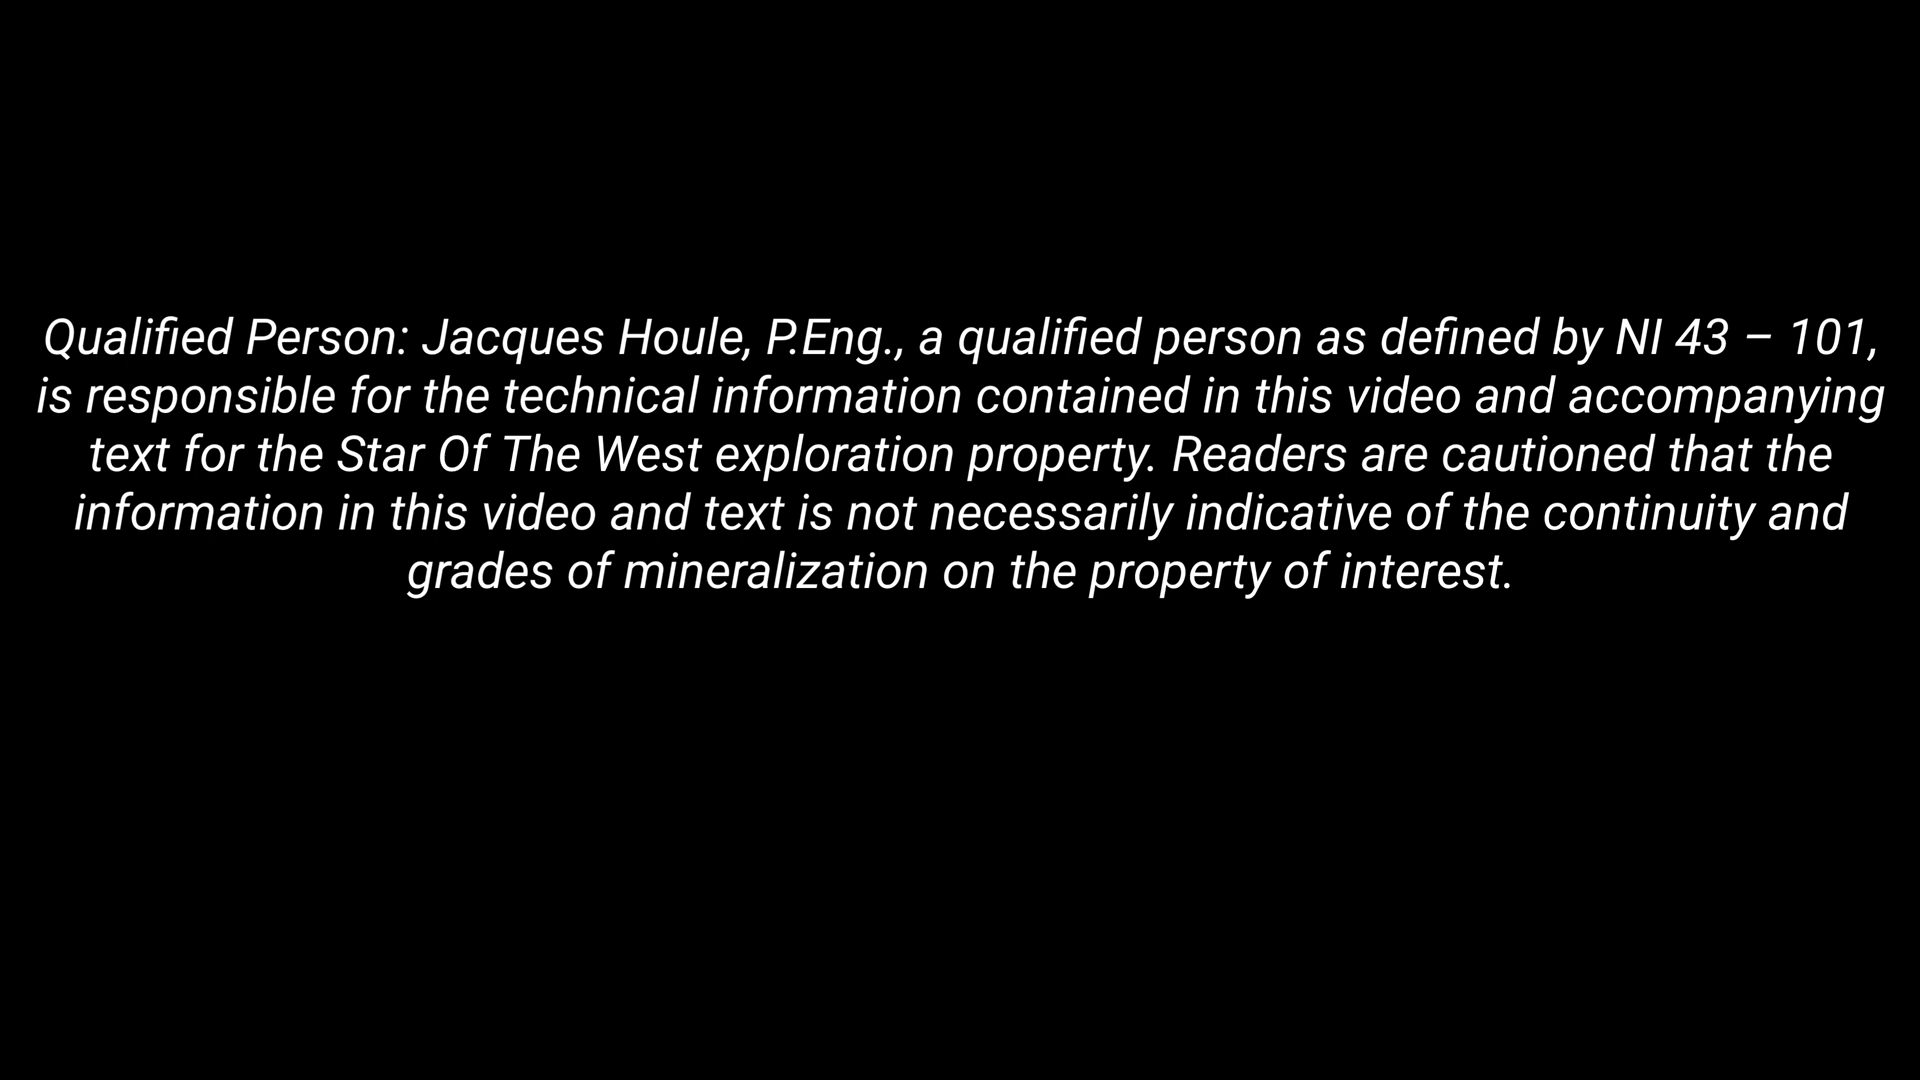 Qualified Person: Jacques Houle, P.Eng., a qualified person as defined by NI 43 – 101,
is responsible for the technical information contained in this video and accompanying
text for the Star Of The West exploration property. Readers are cautioned that the
information in this video and text is not necessarily indicative of the continuity and
grades of mineralization on the property of interest.